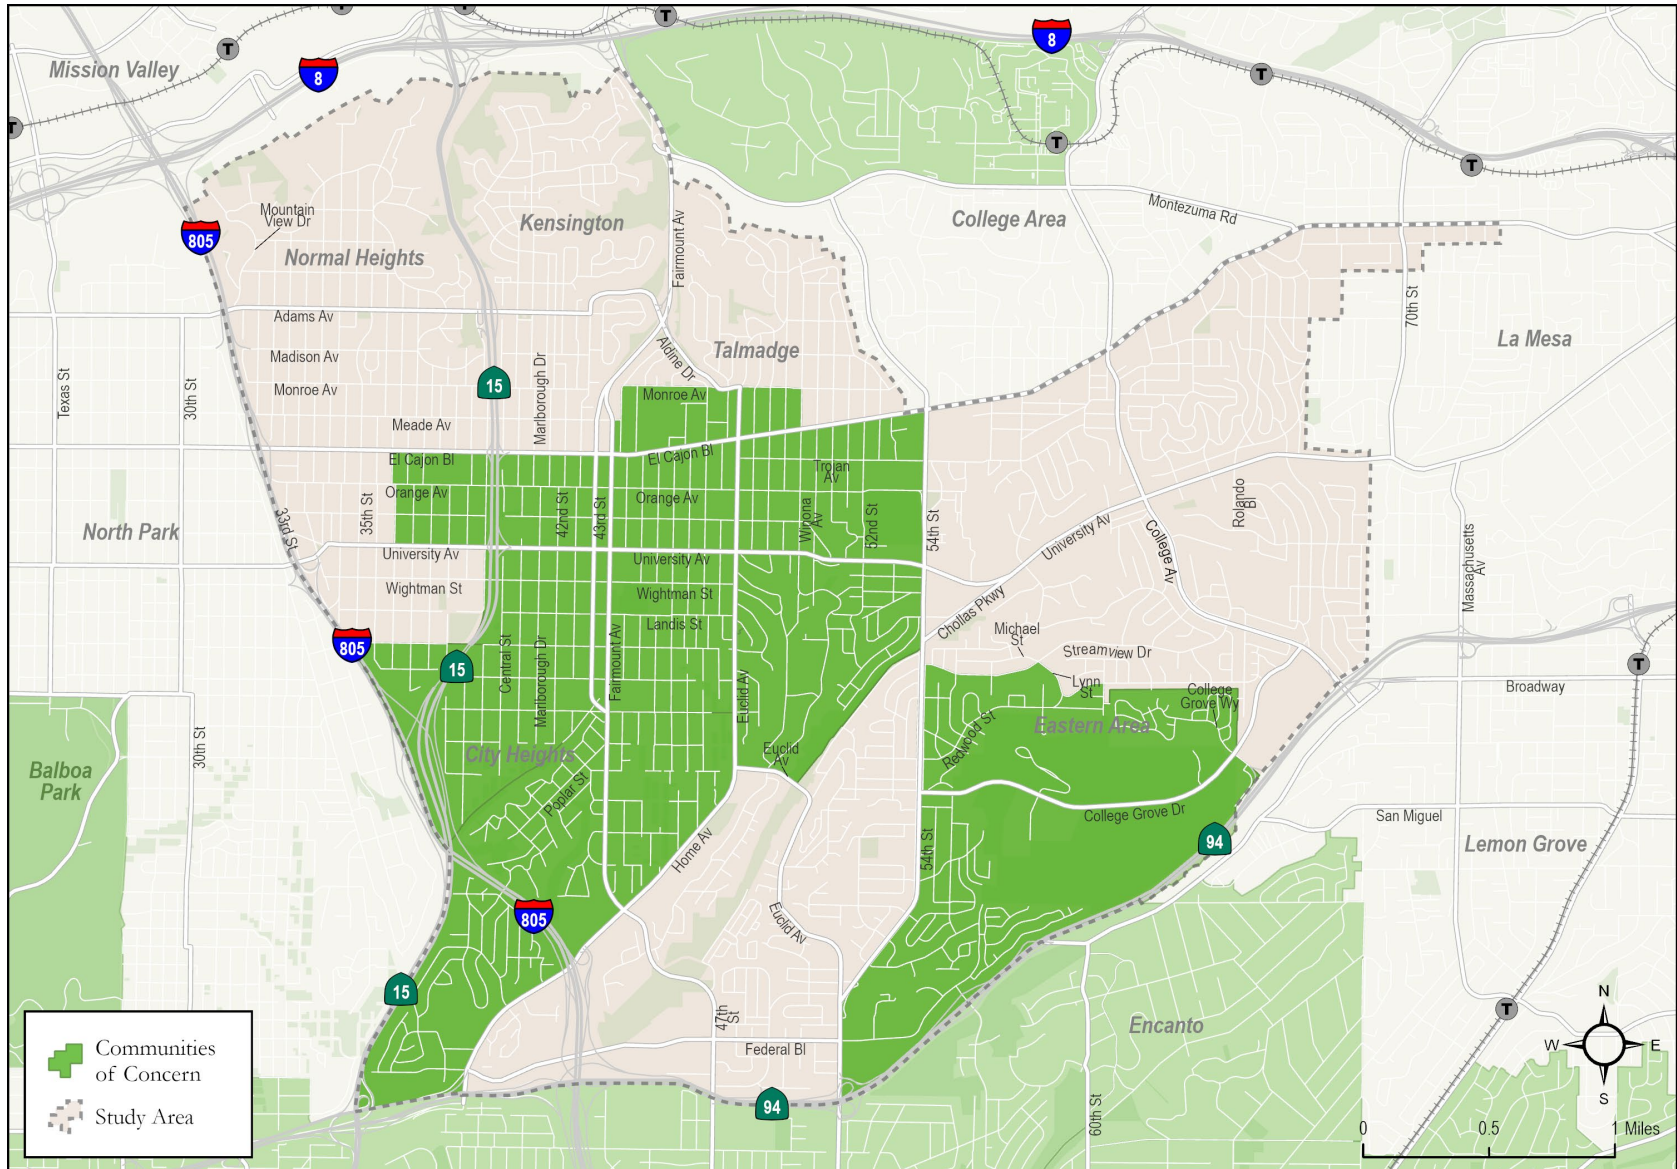 8
8
T
T
T
T
Mission Valley
T
T
T
Mountain
View Dr
805
Normal Heights
Kensington
Fairmount Av
College Area
Montezuma Rd
Adams Av
Madison Av
Monroe Av
Meade Av
Texas St
30th St
15
Marlborough Dr
Aldine Dr
Talmadge
Monroe Av
70th St
La Mesa
El Cajon Bl
El Cajon Bl
Orange Av
Orange Av
Trojan
Av
35th St
42nd St
43rd St
Winona
Av
52nd St
54th St
Rolando
Bl
North Park
33rd St
University Av
University Av
University Av
College Av
Massachusetts
Av
Wightman St
Wightman St
Landis St
Chollas Pkwy
Michael
St
Streamview Dr
805
15
Central St
Marlborough Dr
Fairmount Av
Euclid Av
Lynn
St
College
Grove Wy
T
Broadway
30th St
City Heights
Euclid
Av
Redwood St
Eastern Area
Balboa
Park
Poplar St
College Grove Dr
San Miguel
Home Av
54th St
94
Lemon Grove
805
Euclid Av
15
47th
St
Encanto
T
Federal Bl
94
60th St
Communities
of Concern
Study Area
N
W
E
S
0
0.5
1 Miles